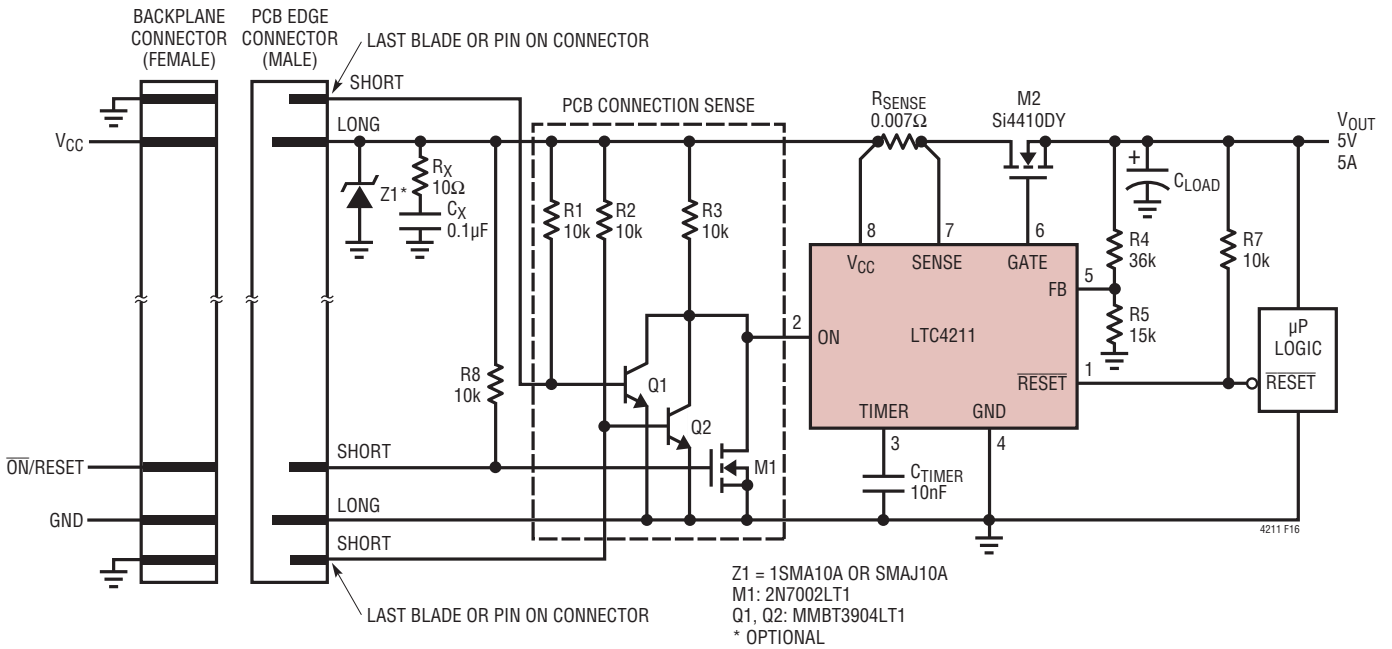 BACKPLANE
CONNECTOR
(FEMALE)
PCB EDGE
CONNECTOR
(MALE)
LAST BLADE OR PIN ON CONNECTOR
SHORT
PCB CONNECTION SENSE
RSENSE
0.007Ω
M2
Si4410DY
VCC
LONG
VOUT
5V
5A
Z1*
RX
10Ω
CX
0.1µF
R1
10k
R2
10k
R3
10k
+
CLOAD
8
7
6
VCC
SENSE
GATE
R4
36k
R7
10k
5
FB
R5
15k
2
ON
LTC4211
µP
LOGIC
RESET
R8
10k
Q1
RESET
1
Q2
TIMER
GND
3
4
ON/RESET
SHORT
M1
CTIMER
10nF
GND
LONG
4211 F16
SHORT
LAST BLADE OR PIN ON CONNECTOR
Z1 = 1SMA10A OR SMAJ10A
M1: 2N7002LT1
Q1, Q2: MMBT3904LT1
* OPTIONAL